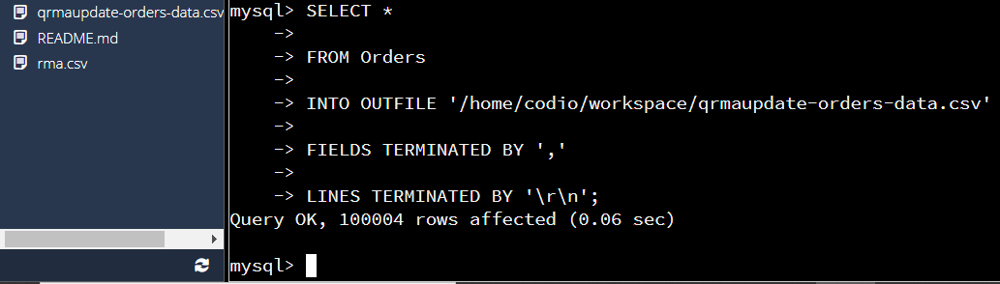 qrmaupdate-orders-data.csv
README.md
rma.csv
mysql> SELECT *
->
-> FROM Orders
->
-> INTO OUTFILE '/home/codio/workspace/qrmaupdate-orders-data.csv'
->
-> FIELDS TERMINATED BY ','
->
-> LINES TERMINATED BY '\r\n';
Query OK, 100004 rows affected (0.06 sec)
mysql>